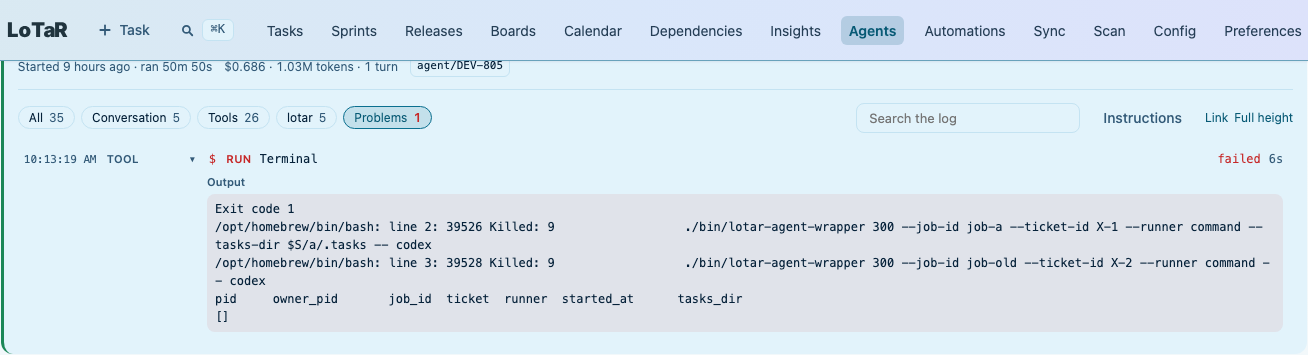 LoTaR + Task ⌘K Tasks Sprints Releases Boards Calendar Dependencies Insights Agents Automations Sync Scan Config Preferences
Started 9 hours ago · ran 50m 50s $0.686 · 1.03M tokens · 1 turn agent/DEV-805
All 35 Conversation 5 Tools 26 lotar 5 Problems 1 Search the log Instructions Link Full height
10:13:19 AM TOOL ▾ $ RUN Terminal failed 6s
Output
Exit code 1
/opt/homebrew/bin/bash: line 2: 39526 Killed: 9 ./bin/lotar-agent-wrapper 300 --job-id job-a --ticket-id X-1 --runner command --
tasks-dir $S/a/.tasks -- codex
/opt/homebrew/bin/bash: line 3: 39528 Killed: 9 ./bin/lotar-agent-wrapper 300 --job-id job-old --ticket-id X-2 --runner command -
- codex
pid owner_pid job_id ticket runner started_at tasks_dir
[]